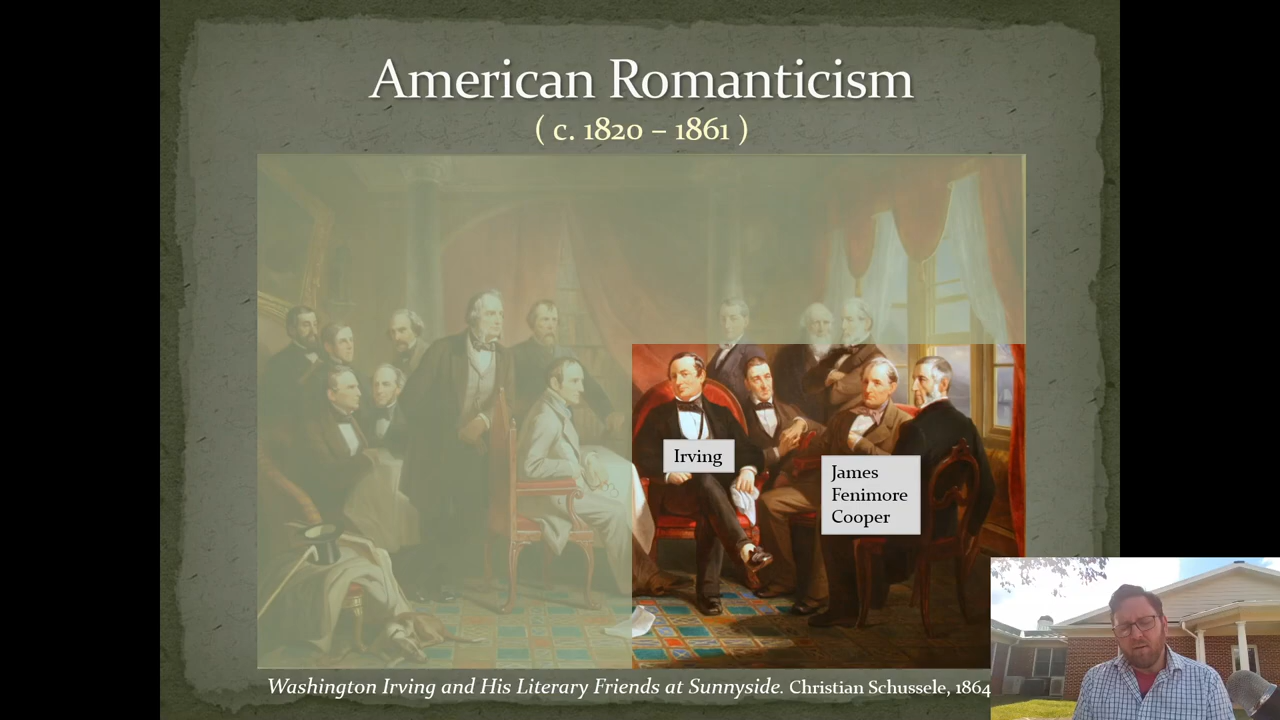 American Romanticism
( c. 1820 – 1861 )
Irving
James
Fenimore
Cooper
Washington Irving and His Literary Friends at Sunnyside. Christian Schussele, 1864